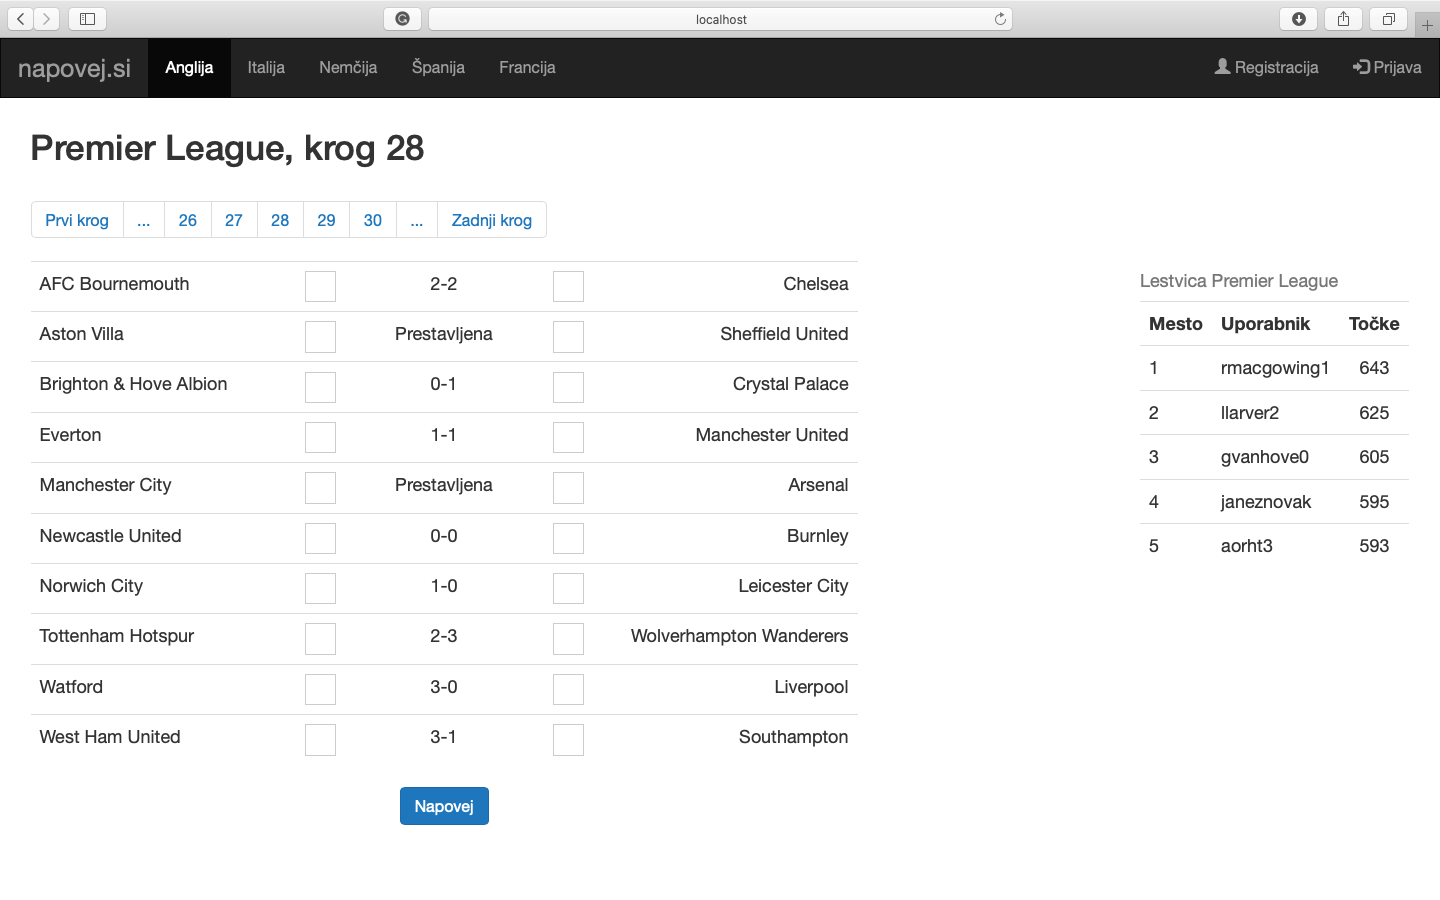 localhost
napovej.si Anglija Italija Nemčija Španija Francija Registracija Prijava
Premier League, krog 28
Prvi krog ... 26 27 28 29 30 ... Zadnji krog
AFC Bournemouth 2-2 Chelsea
Aston Villa Prestavljena Sheffield United
Brighton & Hove Albion 0-1 Crystal Palace
Everton 1-1 Manchester United
Manchester City Prestavljena Arsenal
Newcastle United 0-0 Burnley
Norwich City 1-0 Leicester City
Tottenham Hotspur 2-3 Wolverhampton Wanderers
Watford 3-0 Liverpool
West Ham United 3-1 Southampton
Napovej
Lestvica Premier League
Mesto Uporabnik Točke
1 rmacgowing1 643
2 llarver2 625
3 gvanhove0 605
4 janeznovak 595
5 aorht3 593